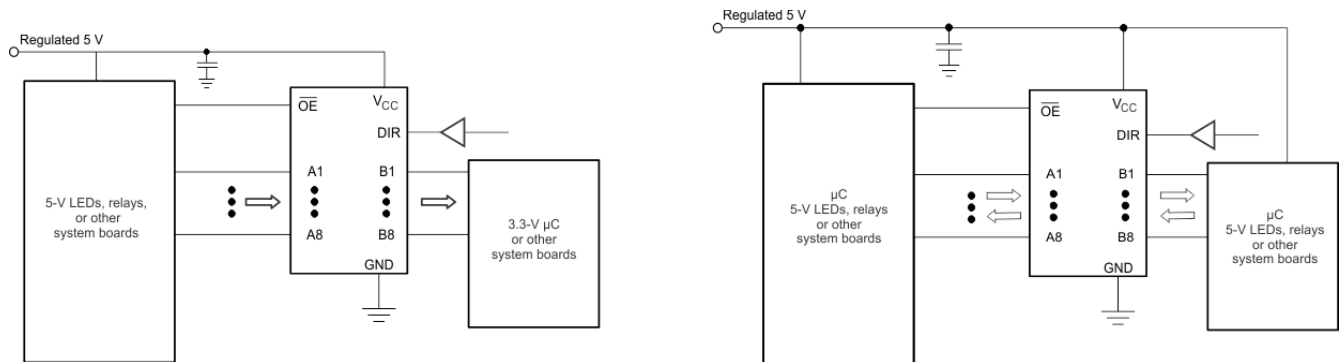 Regulated 5 V
OE
VCC
DIR
A1
B1
A8
B8
GND
5-V LEDs, relays,
or other
system boards
3.3-V µC
or other
system boards
Regulated 5 V
OE
VCC
DIR
A1
B1
A8
B8
GND
µC
5-V LEDs, relays
or other
system boards
µC
5-V LEDs, relays
or other
system boards